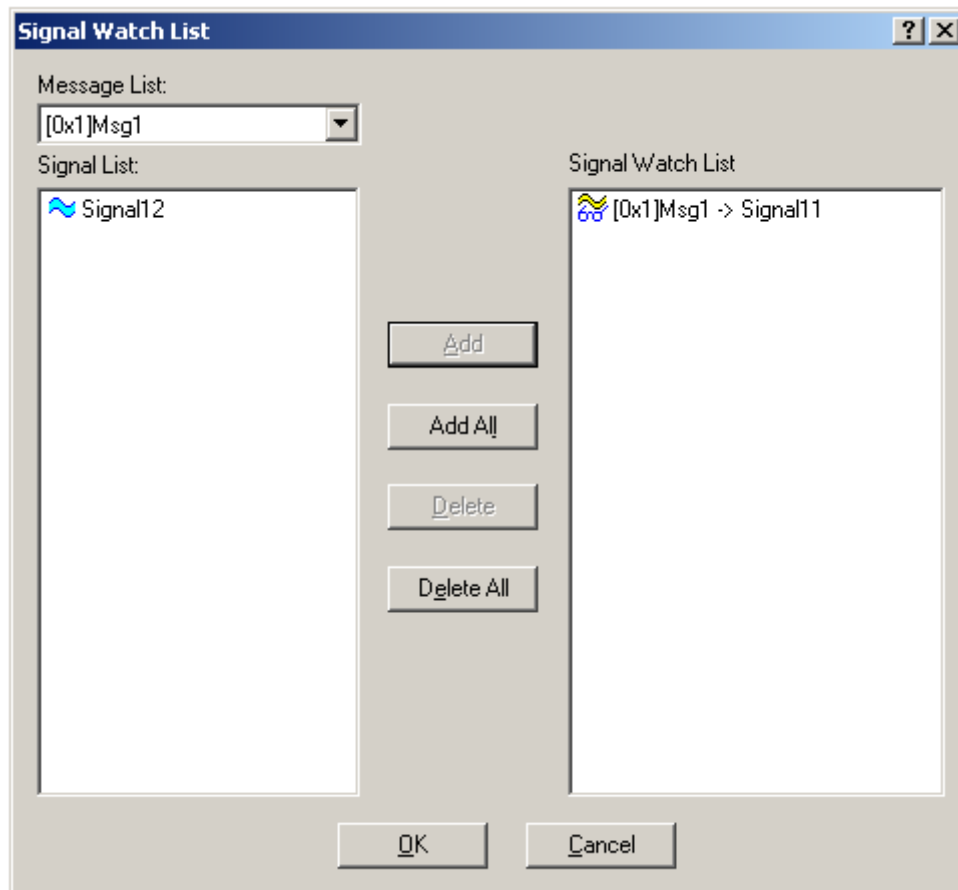 Signal Watch List
Message List:
[0x1]Msg1
Signal List:
Signal12
Signal Watch List
[0x1]Msg1 -> Signal11
Add
Add All
Delete
Delete All
OK
Cancel